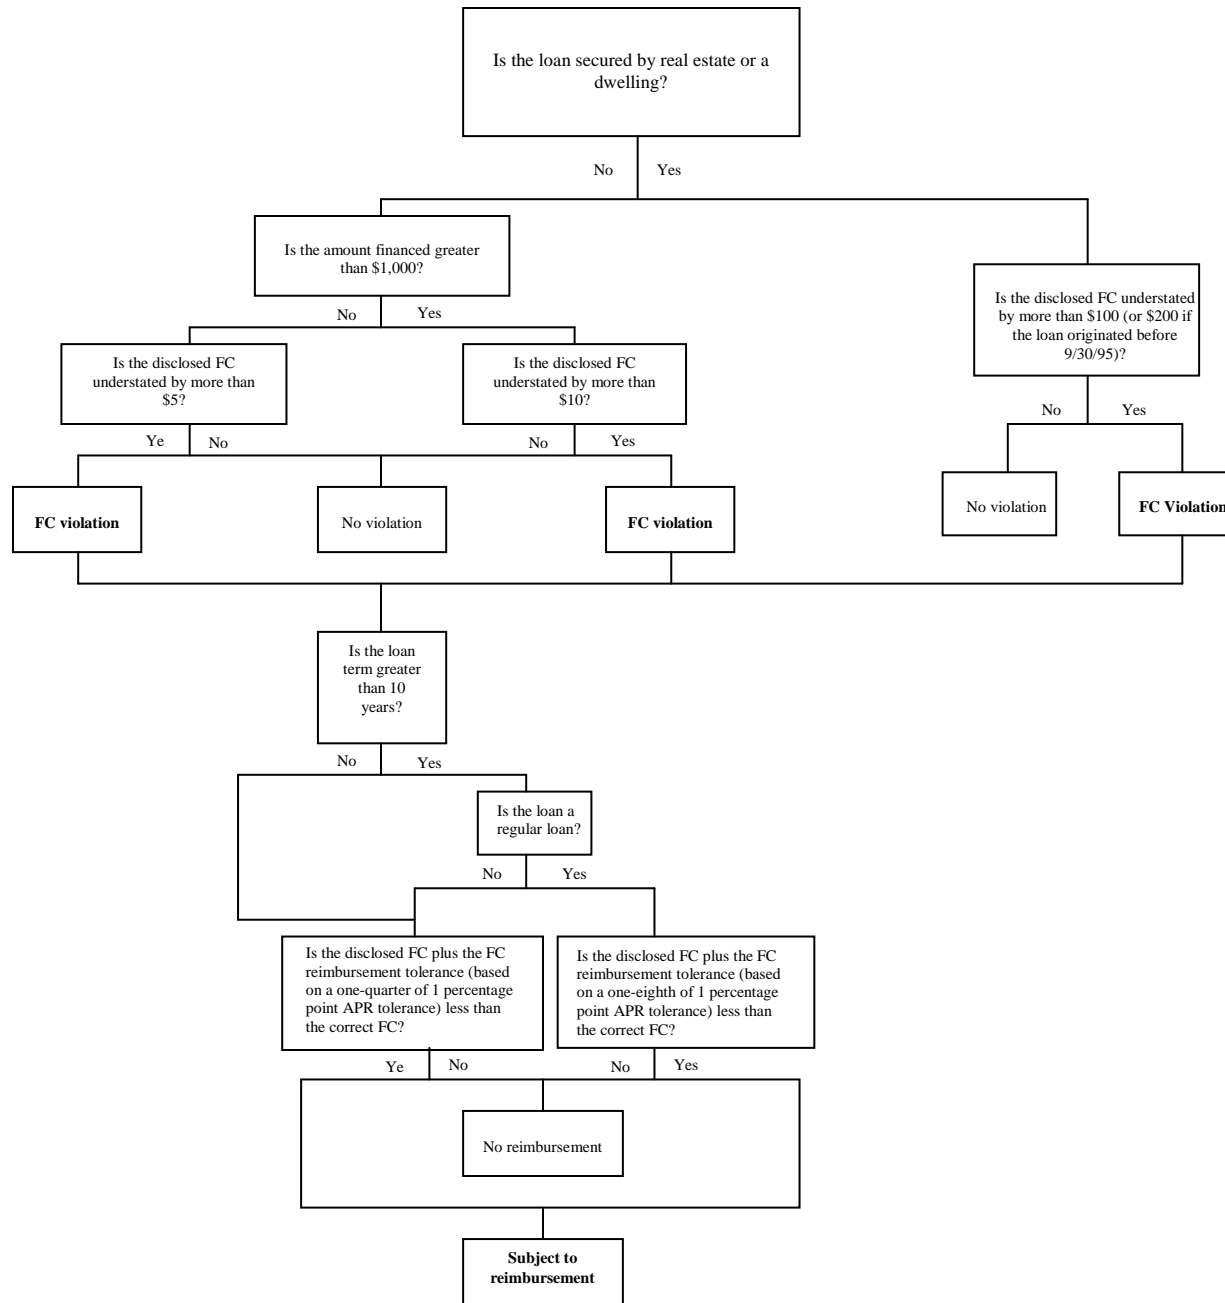 Is the loan secured by real estate or a
dwelling?
No
Yes
Is the amount financed greater
than $1,000?
Is the disclosed FC understated
by more than $100 (or $200 if
the loan originated before
9/30/95)?
No
Yes
Is the disclosed FC
understated by more than
$5?
Is the disclosed FC
understated by more than
$10?
No
Yes
Ye
No
No
Yes
FC violation
No violation
FC violation
No violation
FC Violation
Is the loan
term greater
than 10
years?
No
Yes
Is the loan a
regular loan?
No
Yes
Is the disclosed FC plus the FC
reimbursement tolerance (based
on a one-quarter of 1 percentage
point APR tolerance) less than
the correct FC?
Is the disclosed FC plus the FC
reimbursement tolerance (based
on a one-eighth of 1 percentage
point APR tolerance) less than
the correct FC?
Ye
No
No
Yes
No reimbursement
Subject to
reimbursement